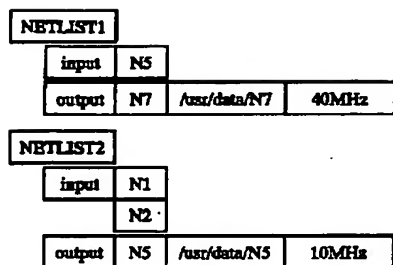 NETLIST1
input N5
output N7 /usr/data/N7 40MHz
NETLIST2
input N1
N2
output N5 /usr/data/N5 10MHz